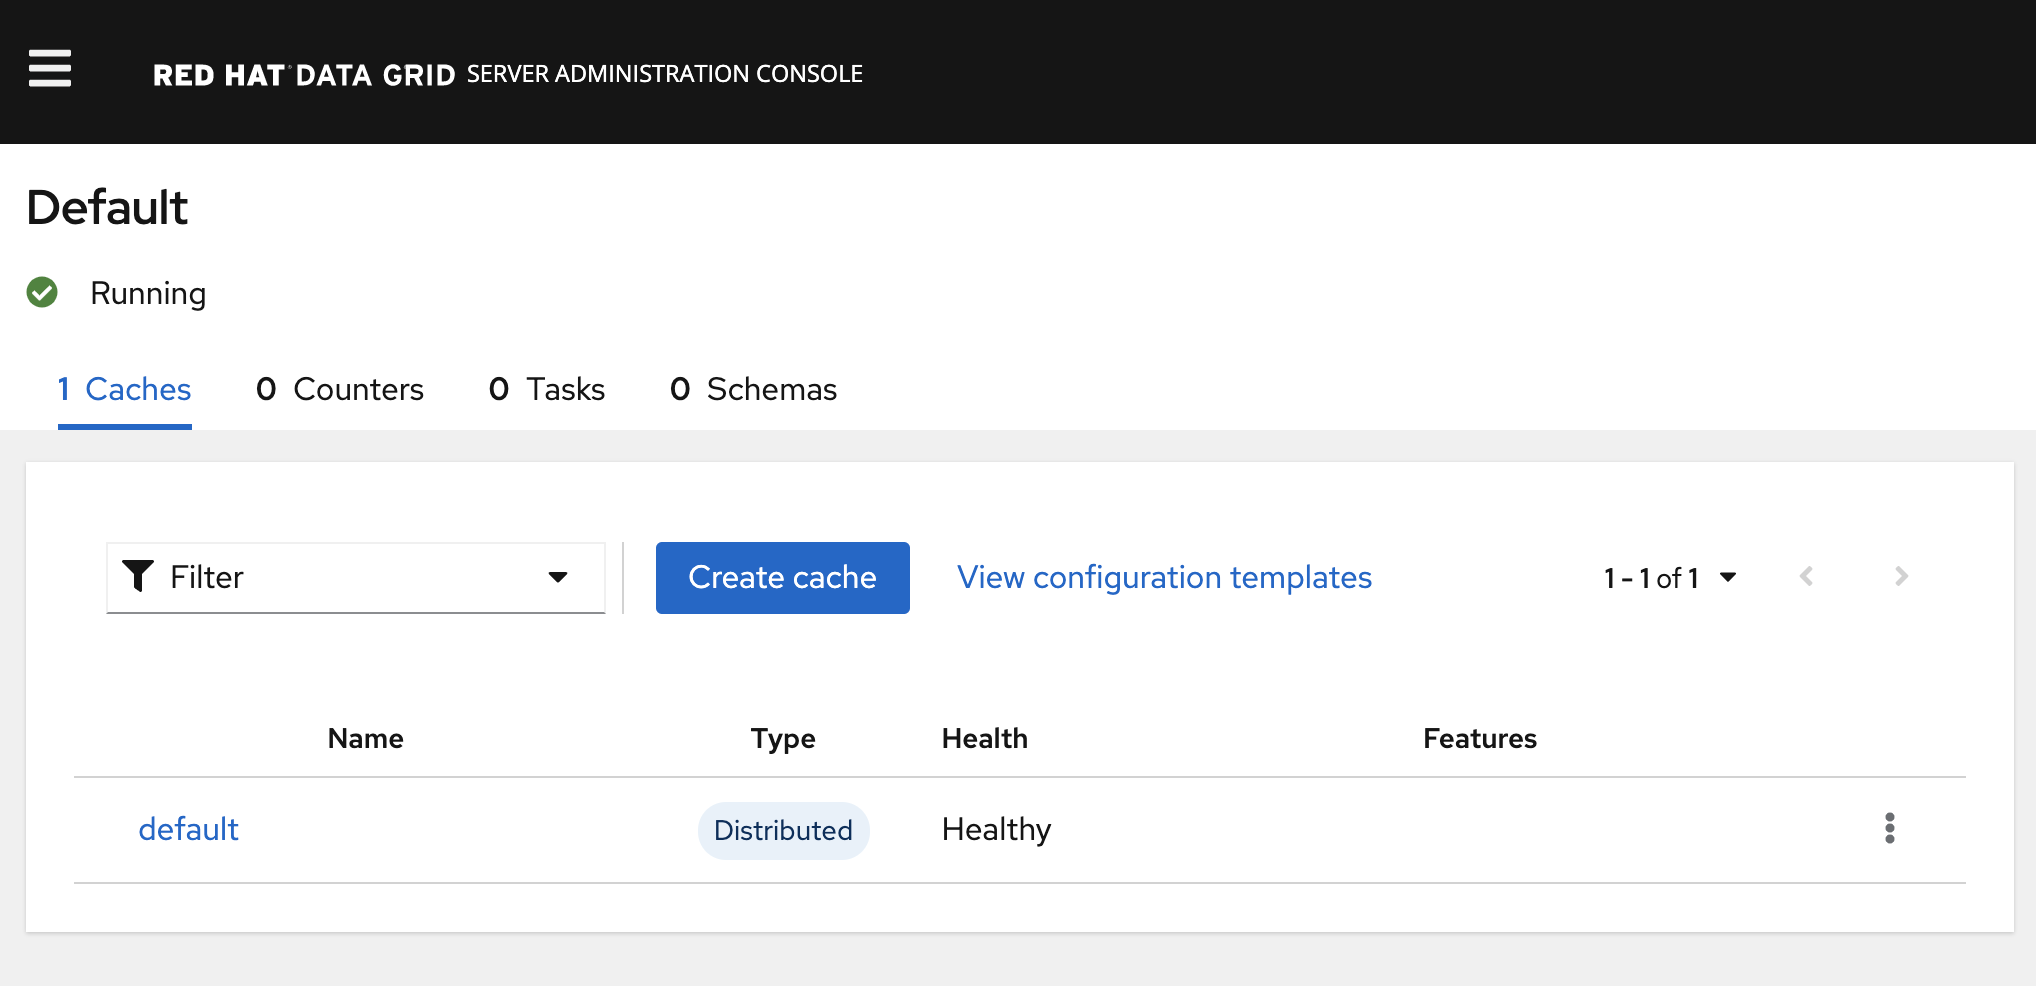 RED HAT DATA GRID SERVER ADMINISTRATION CONSOLE
Default
Running
1 Caches 0 Counters 0 Tasks 0 Schemas
Filter Create cache View configuration templates 1 - 1 of 1
Name Type Health Features
default Distributed Healthy